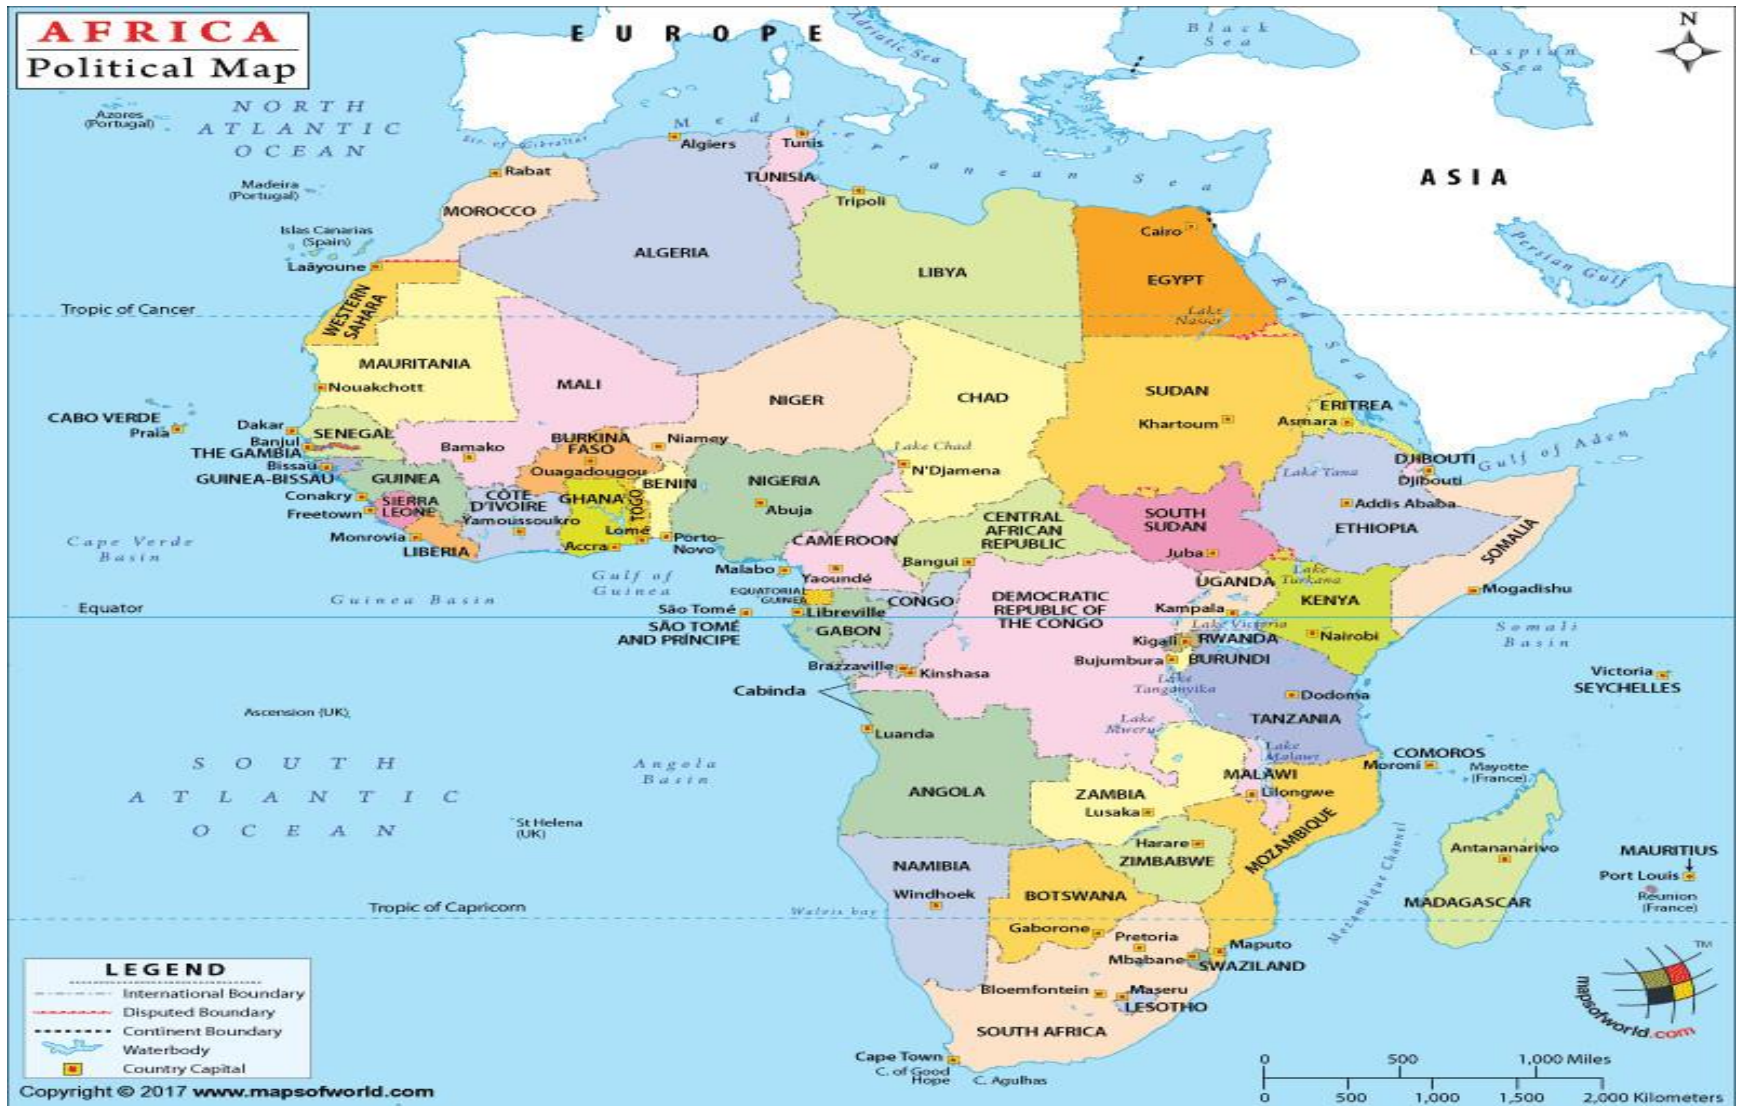 AFRICA
Political Map
EUROPE
Black
Sea
Caspian
Sea
N
Adriatic Sea
Azores
(Portugal)
NORTH
ATLANTIC
OCEAN
Str. of Gibraltar
Mediterranean Sea
Algiers
Tunis
TUNISIA
ASIA
Rabat
Madeira
(Portugal)
MOROCCO
Tripoli
Islas Canarias
(Spain)
Cairo
Persian Gulf
ALGERIA
LIBYA
EGYPT
Laâyoune
Red Sea
WESTERN
SAHARA
Tropic of Cancer
Lake
Nasser
MAURITANIA
MALI
NIGER
CHAD
SUDAN
Nouakchott
ERITREA
CABO VERDE
Praia
Dakar
SENEGAL
Khartoum
Asmara
Banjul
THE GAMBIA
Bamako
BURKINA
FASO
Niamey
Lake Chad
Gulf of Aden
Bissau
GUINEA-BISSAU
GUINEA
Ouagadougou
BENIN
NIGERIA
N'Djamena
Lake Tana
DJIBOUTI
Djibouti
Conakry
SIERRA
LEONE
CÔTE
D'IVOIRE
GHANA
TOGO
Abuja
Addis Ababa
Freetown
Yamoussoukro
CENTRAL
AFRICAN
REPUBLIC
SOUTH
SUDAN
ETHIOPIA
SOMALIA
Monrovia
LIBERIA
Lomé
Accra
Porto-
Novo
CAMEROON
Cape Verde
Basin
Bangui
Juba
Malabo
Yaoundé
Gulf of
Guinea
Lake
Turkana
UGANDA
Mogadishu
EQUATORIAL
GUINEA
CONGO
DEMOCRATIC
REPUBLIC OF
THE CONGO
KENYA
Guinea Basin
Equator
São Tomé
Libreville
Kampala
SÃO TOMÉ
AND PRÍNCIPE
GABON
Lake Victoria
Kigali
RWANDA
Nairobi
Somali
Basin
Brazzaville
Kinshasa
Bujumbura
BURUNDI
Victoria
SEYCHELLES
Cabinda
Lake
Tanganyika
Dodoma
Ascension (UK)
Luanda
Lake
Mweru
TANZANIA
SOUTH
ATLANTIC
OCEAN
Angola
Basin
Lake
Malawi
COMOROS
Moroni
Mayotte
(France)
ANGOLA
ZAMBIA
MALAWI
Lilongwe
Lusaka
St Helena
(UK)
MOZAMBIQUE
Harare
ZIMBABWE
Mozambique Channel
Antananarivo
MAURITIUS
NAMIBIA
Windhoek
BOTSWANA
Port Louis
Réunion
(France)
MADAGASCAR
Tropic of Capricorn
Walvis bay
Gaborone
Pretoria
Maputo
Mbabane
SWAZILAND
Bloemfontein
Maseru
LESOTHO
SOUTH AFRICA
Cape Town
C. of Good
Hope
C. Agulhas
LEGEND
International Boundary
Disputed Boundary
Continent Boundary
Waterbody
Country Capital
TM
mapsofworld.com
0 500 1,000 Miles
0 500 1,000 1,500 2,000 Kilometers
Copyright © 2017 www.mapsofworld.com